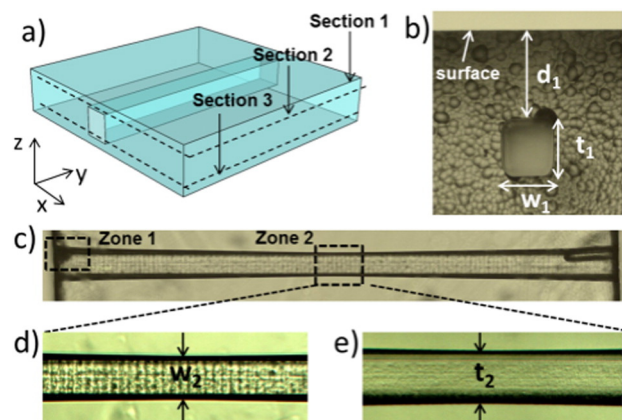 a)
Section 1
Section 2
Section 3
z
y
x
b)
surface
d1
t1
w1
c)
Zone 1
Zone 2
d)
w2
e)
t2